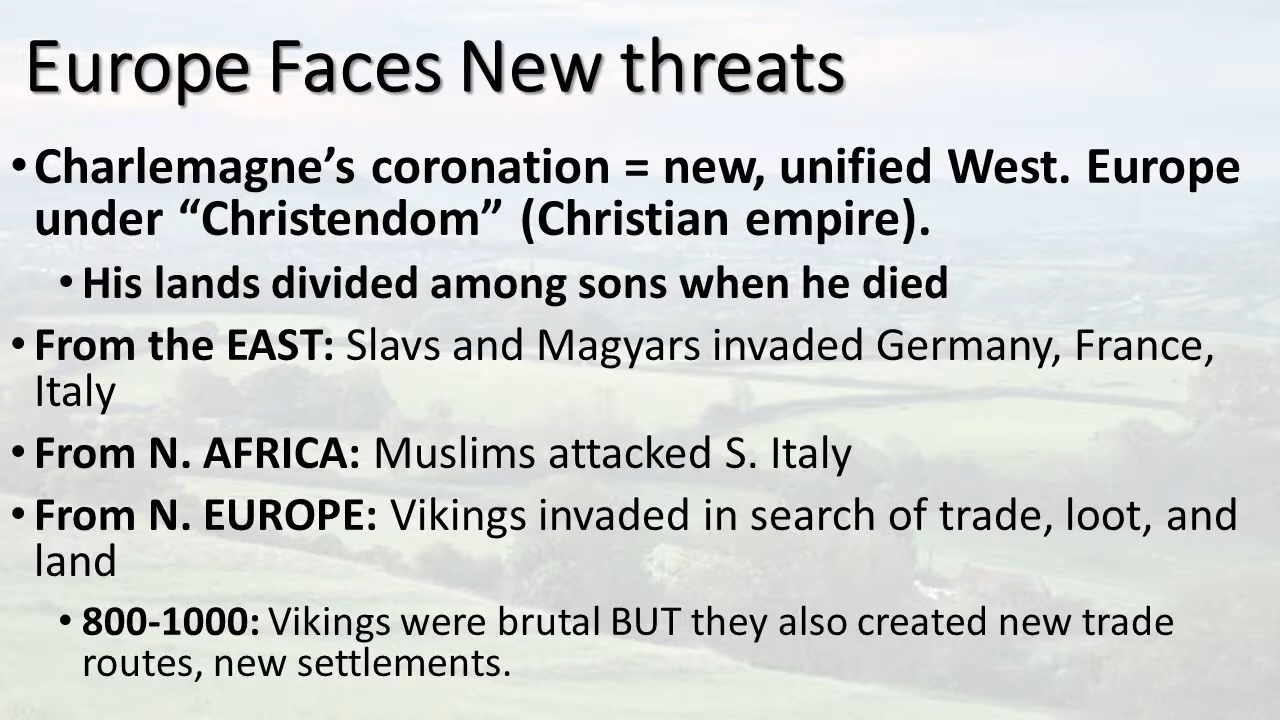 Europe Faces New threats
• Charlemagne’s coronation = new, unified West. Europe
under “Christendom” (Christian empire).
• His lands divided among sons when he died
• From the EAST: Slavs and Magyars invaded Germany, France,
Italy
• From N. AFRICA: Muslims attacked S. Italy
• From N. EUROPE: Vikings invaded in search of trade, loot, and
land
• 800-1000: Vikings were brutal BUT they also created new trade
routes, new settlements.